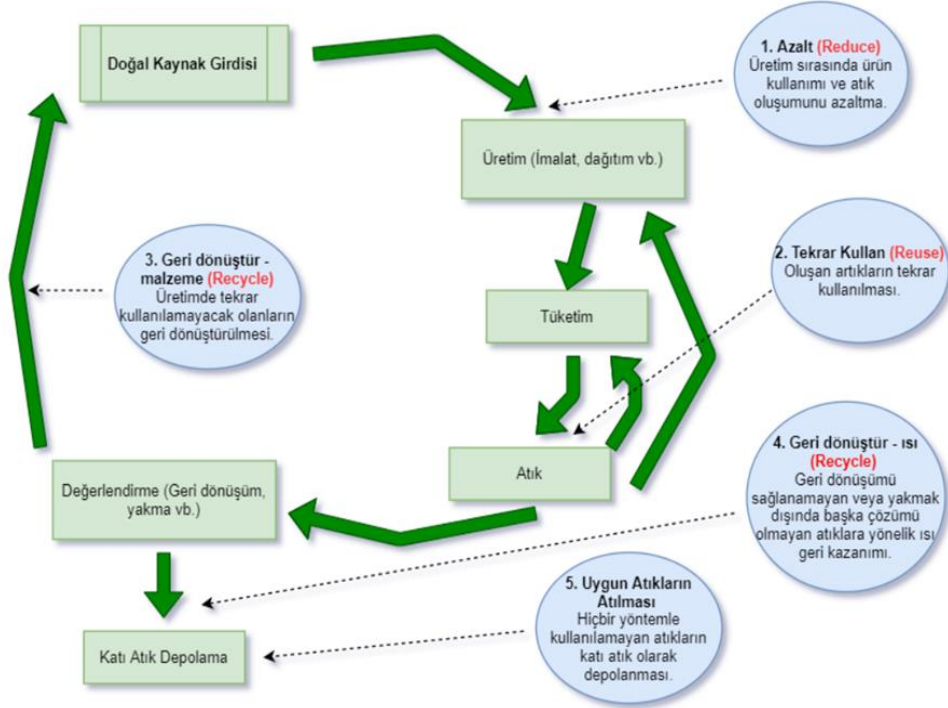 Doğal Kaynak Girdisi
1. Azalt (Reduce)
Üretim sırasında ürün
kullanımı ve atık
oluşumunu azaltma.
Üretim (İmalat, dağıtım vb.)
2. Tekrar Kullan (Reuse)
Oluşan artıkların tekrar
kullanılması.
3. Geri dönüştür -
malzeme (Recycle)
Üretimde tekrar
kullanılamayacak olanların
geri dönüştürülmesi.
Tüketim
Atık
4. Geri dönüştür - ısı
(Recycle)
Geri dönüşümü
sağlanamayan veya yakmak
dışında başka çözümü
olmayan atıklara yönelik ısı
geri kazanımı.
Değerlendirme (Geri dönüşüm,
yakma vb.)
5. Uygun Atıkların
Atılması
Hiçbir yöntemle
kullanılamayan atıkların
katı atık olarak
depolanması.
Katı Atık Depolama